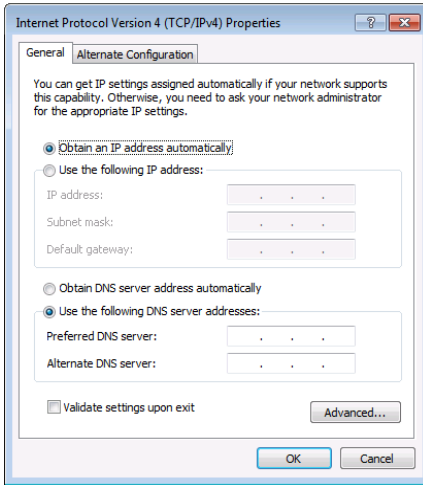 Internet Protocol Version 4 (TCP/IPv4) Properties
General
Alternate Configuration
You can get IP settings assigned automatically if your network supports
this capability. Otherwise, you need to ask your network administrator
for the appropriate IP settings.
Obtain an IP address automatically
Use the following IP address:
IP address:
Subnet mask:
Default gateway:
Obtain DNS server address automatically
Use the following DNS server addresses:
Preferred DNS server:
Alternate DNS server:
Validate settings upon exit
Advanced...
OK
Cancel